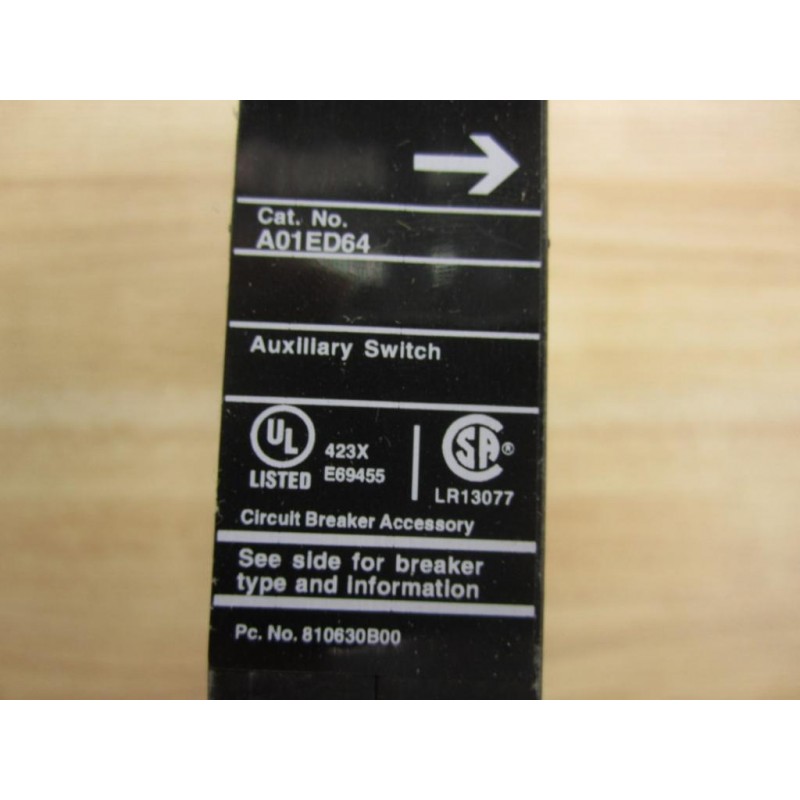 Cat. No.
A01ED64
Auxiliary Switch
UL
LISTED
423X
E69455
CSA®
LR13077
Circuit Breaker Accessory
See side for breaker
type and information
Pc. No. 810630B00